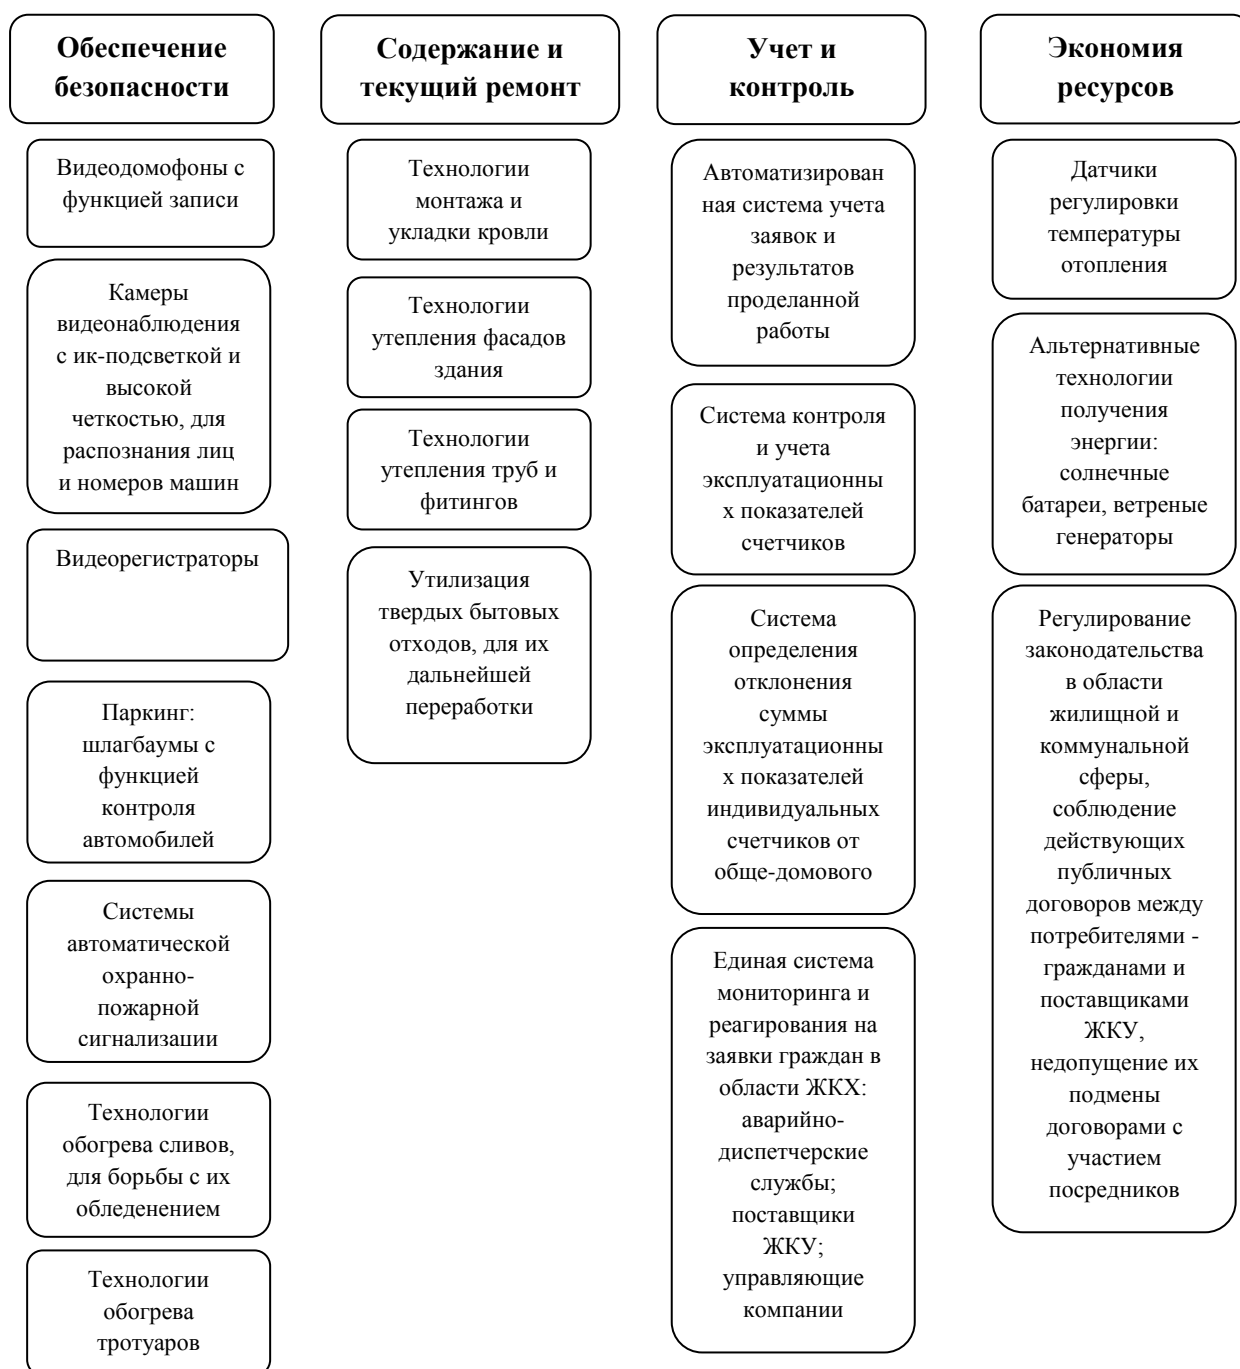 Обеспечение
безопасности
Видеодомофоны с
функцией записи
Камеры
видеонаблюдения
с ик-подсветкой и
высокой
четкостью, для
распознания лиц
и номеров машин
Видеорегистраторы
Паркинг:
шлагбаумы с
функцией
контроля
автомобилей
Системы
автоматической
охранно-
пожарной
сигнализации
Технологии
обогрева сливов,
для борьбы с их
обледенением
Технологии
обогрева
тротуаров
Содержание и
текущий ремонт
Технологии
монтажа и
укладки кровли
Технологии
утепления фасадов
здания
Технологии
утепления труб и
фитингов
Утилизация
твердых бытовых
отходов, для их
дальнейшей
переработки
Учет и
контроль
Автоматизирован
ная система учета
заявок и
результатов
проделанной
работы
Система контроля
и учета
эксплуатационны
х показателей
счетчиков
Система
определения
отклонения
суммы
эксплуатационны
х показателей
индивидуальных
счетчиков от
обще-домового
Единая система
мониторинга и
реагирования на
заявки граждан в
области ЖКХ:
аварийно-
диспетчерские
службы;
поставщики
ЖКУ;
управляющие
компании
Экономия
ресурсов
Датчики
регулировки
температуры
отопления
Альтернативные
технологии
получения
энергии:
солнечные
батареи, ветреные
генераторы
Регулирование
законодательства
в области
жилищной и
коммунальной
сферы,
соблюдение
действующих
публичных
договоров между
потребителями -
гражданами и
поставщиками
ЖКУ,
недопущение их
подмены
договорами с
участием
посредников